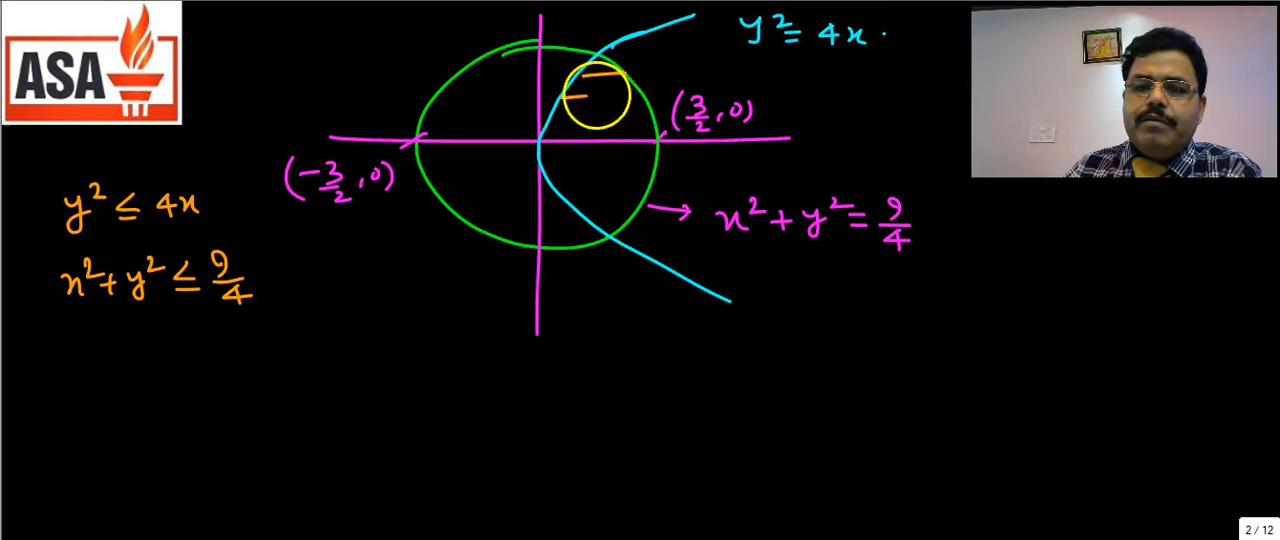 ASA
y² = 4x
(3/2, 0)
(-3/2, 0)
y² ≤ 4x
x² + y² = 9/4
x² + y² ≤ 9/4
2 / 12